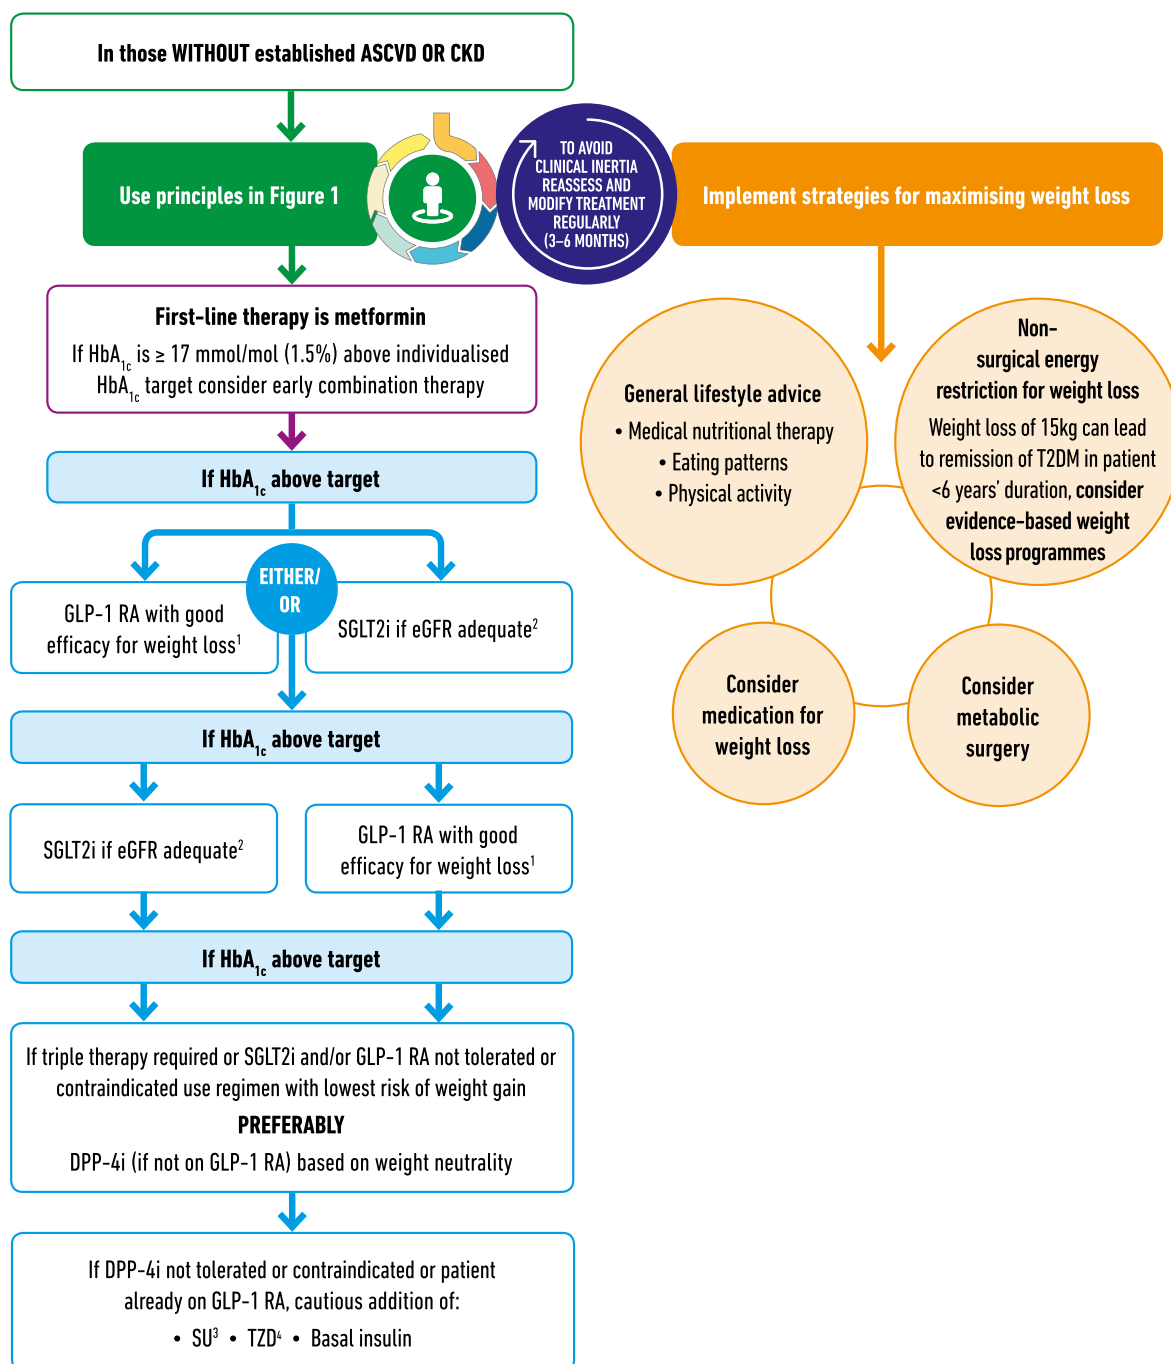 In those WITHOUT established ASCVD OR CKD
Use principles in Figure 1
TO AVOID
CLINICAL INERTIA
REASSESS AND
MODIFY TREATMENT
REGULARLY
(3–6 MONTHS)
Implement strategies for maximising weight loss
First-line therapy is metformin
If HbA1c is ≥ 17 mmol/mol (1.5%) above individualised
HbA1c target consider early combination therapy
If HbA1c above target
EITHER/
OR
GLP-1 RA with good
efficacy for weight loss1
SGLT2i if eGFR adequate2
If HbA1c above target
SGLT2i if eGFR adequate2
GLP-1 RA with good
efficacy for weight loss1
If HbA1c above target
If triple therapy required or SGLT2i and/or GLP-1 RA not tolerated or
contraindicated use regimen with lowest risk of weight gain
PREFERABLY
DPP-4i (if not on GLP-1 RA) based on weight neutrality
If DPP-4i not tolerated or contraindicated or patient
already on GLP-1 RA, cautious addition of:
• SU3 • TZD4 • Basal insulin
General lifestyle advice
• Medical nutritional therapy
• Eating patterns
• Physical activity
Non-
surgical energy
restriction for weight loss
Weight loss of 15kg can lead
to remission of T2DM in patient
<6 years’ duration, consider
evidence-based weight
loss programmes
Consider
medication for
weight loss
Consider
metabolic
surgery